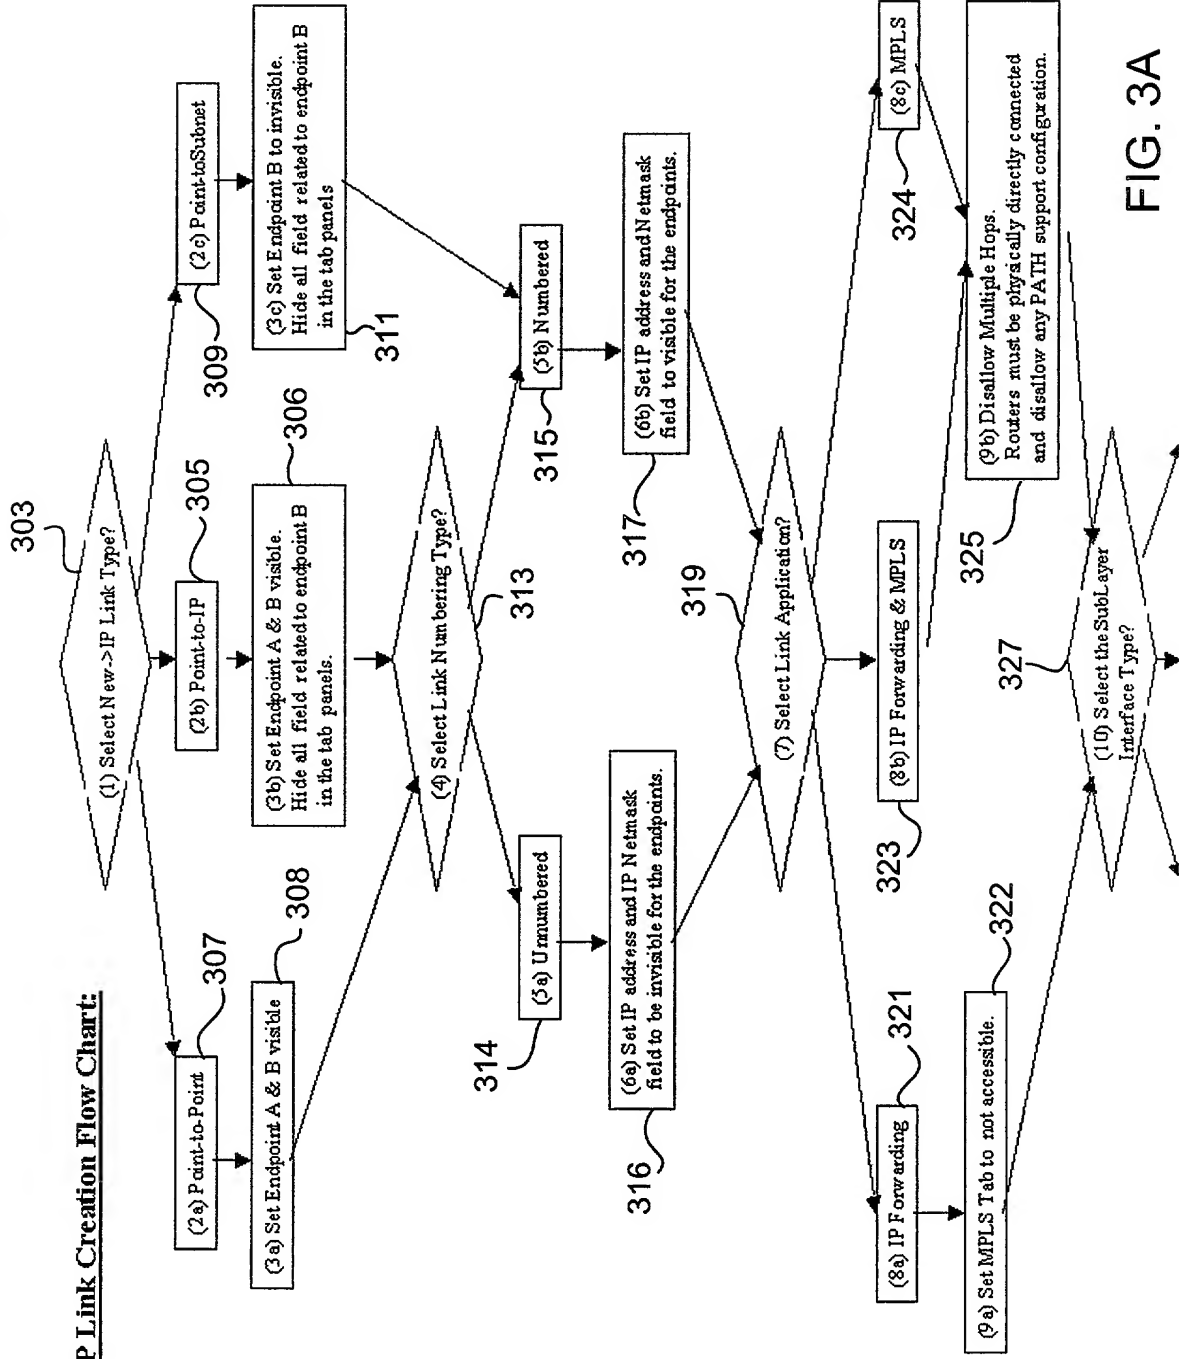 P Link Creation Flow Chart:
303
(1) Select New->IP Link Type?
307
305
309
(2a) Point-to-Point
(2b) Point-to-IP
(2c) Point-toSubnet
308
306
311
(3a) Set Endpoint A & B visible
(3b) Set Endpoint A & B visible.
Hide all field related to endpoint B
in the tab panels.
(3c) Set Endpoint B to invisible.
Hide all field related to endpoint B
in the tab panels
(4) Select Link Numbering Type?
313
314
(5a) Unnumbered
315
(5b) Numbered
316
(6a) Set IP address and IP Netmask
field to be invisible for the endpoints.
317
(6b) Set IP address and Netmask
field to visible for the endpoints.
319
(7) Select Link Application?
321
(8a) IP Forwarding
323
(8b) IP Forwarding & MPLS
324
(8c) MPLS
322
(9a) Set MPLS Tab to not accessible.
325
(9b) Disallow Multiple Hops.
Routers must be physically directly connected
and disallow any PATH support configuration.
327
(10) Select the SubLayer
Interface Type?
FIG. 3A